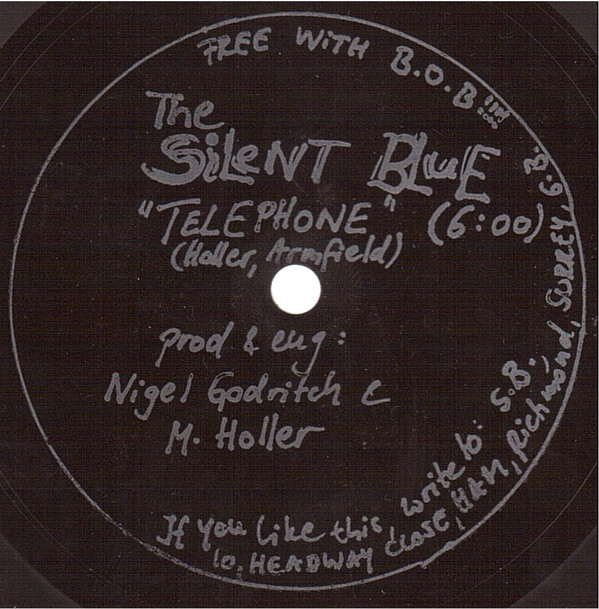 FREE WITH B.O.B!!!
The
SILENT BLUE
"TELEPHONE" (6:00)
(Holler, Armfield)
prod & eng:
Nigel Godritch &
M. Holler
If you like this write to: S.B.
10, HEADWAY close, HAM, Richmond, SURREY, G.B.